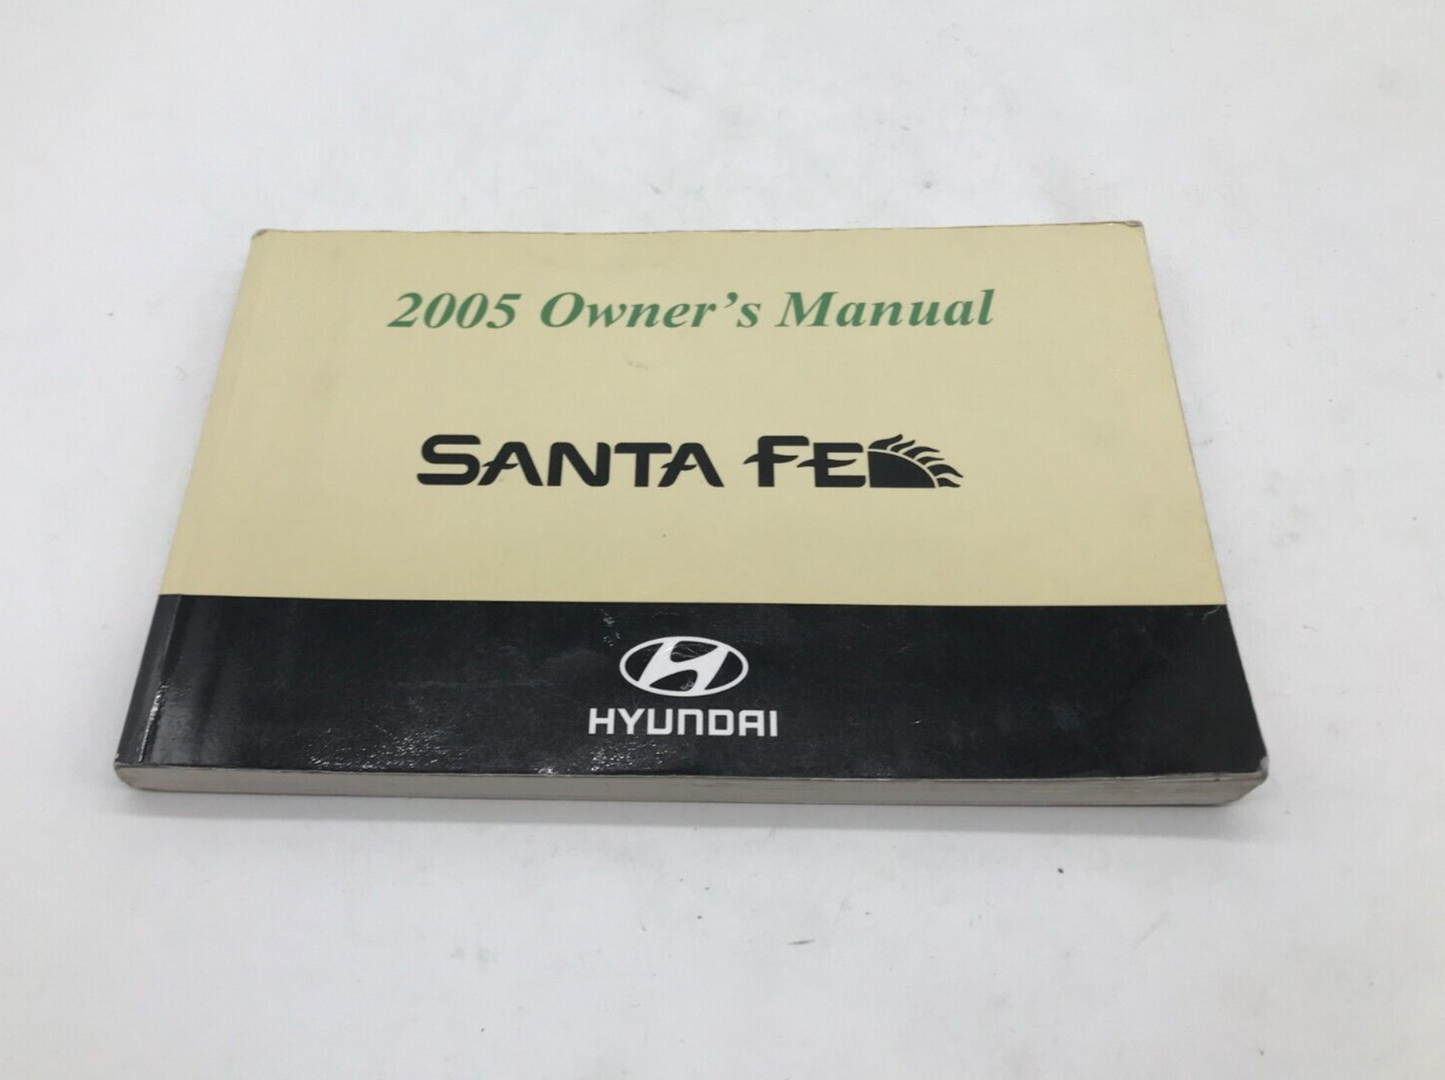 2005 Owner's Manual
SANTA FE
HYUNDAI